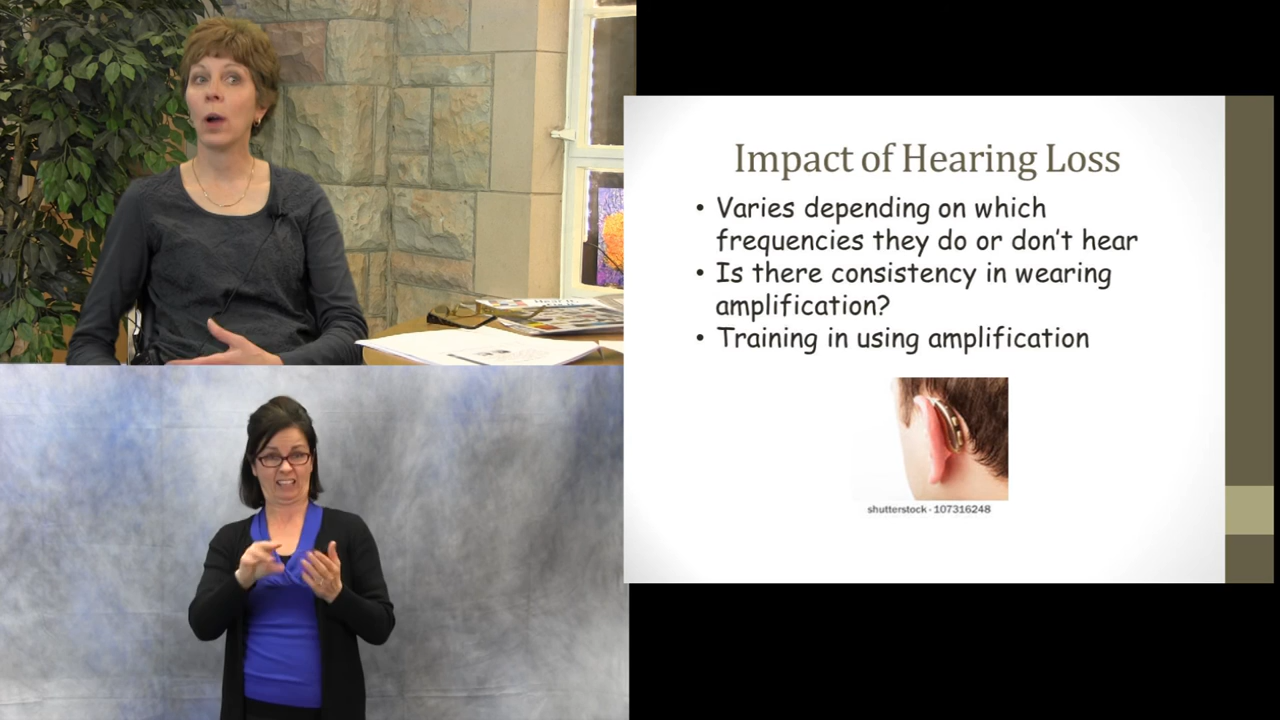 Impact of Hearing Loss
• Varies depending on which
frequencies they do or don't hear
• Is there consistency in wearing
amplification?
• Training in using amplification
shutterstock · 107316248